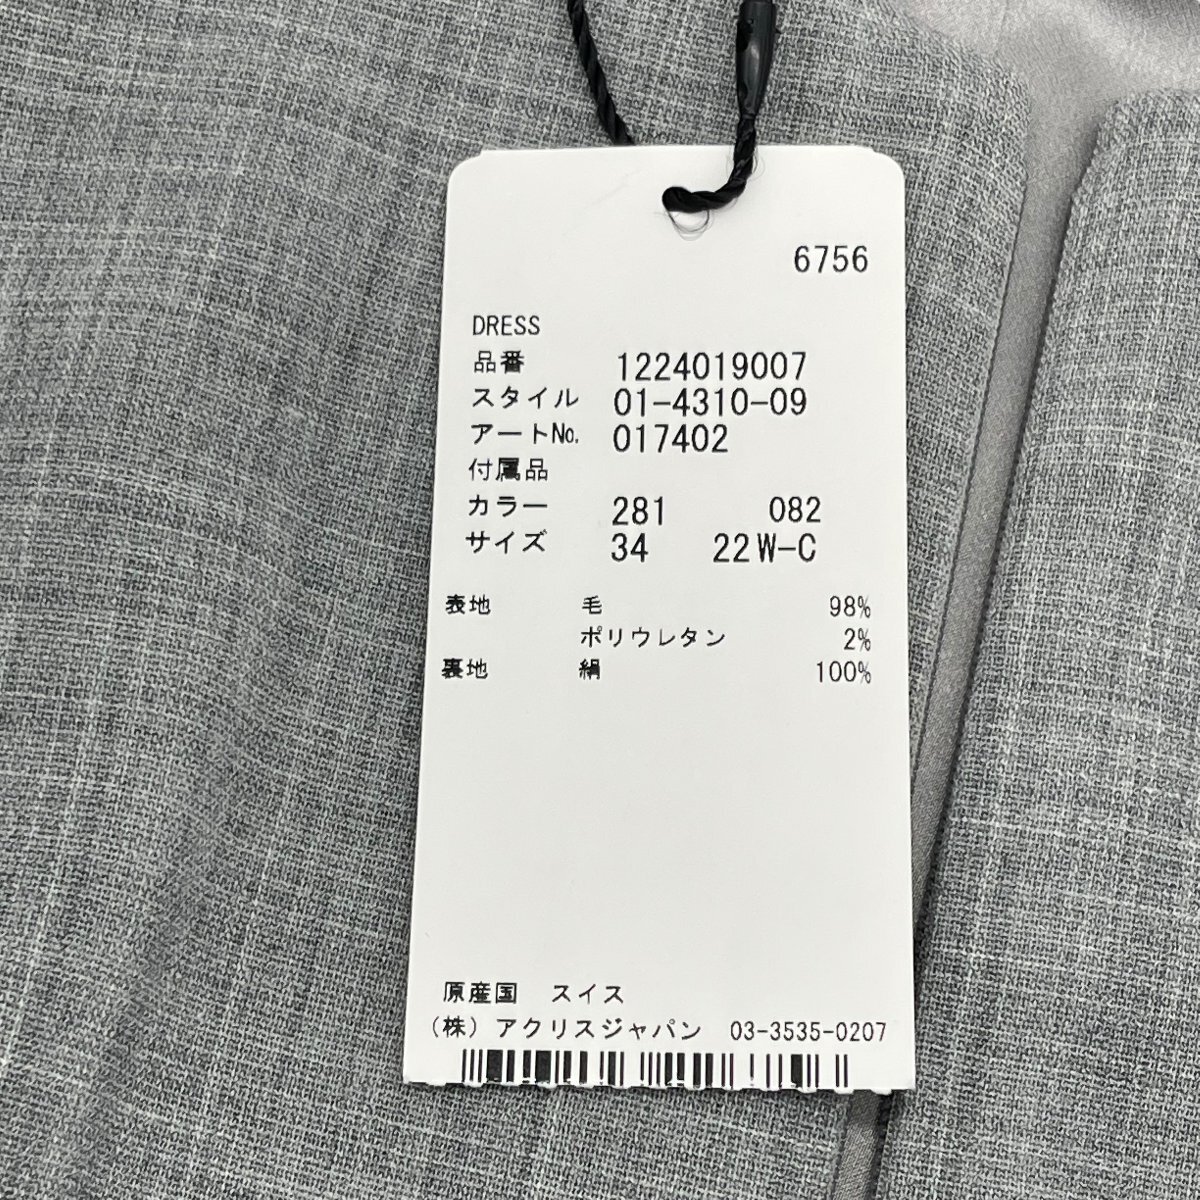 6756
DRESS
品番 1224019007
スタイル 01-4310-09
アートNo. 017402
付属品
カラー 281 082
サイズ 34 22W-C
表地 毛 98%
ポリウレタン 2%
裏地 絹 100%
原産国 スイス
(株)アクリスジャパン 03-3535-0207